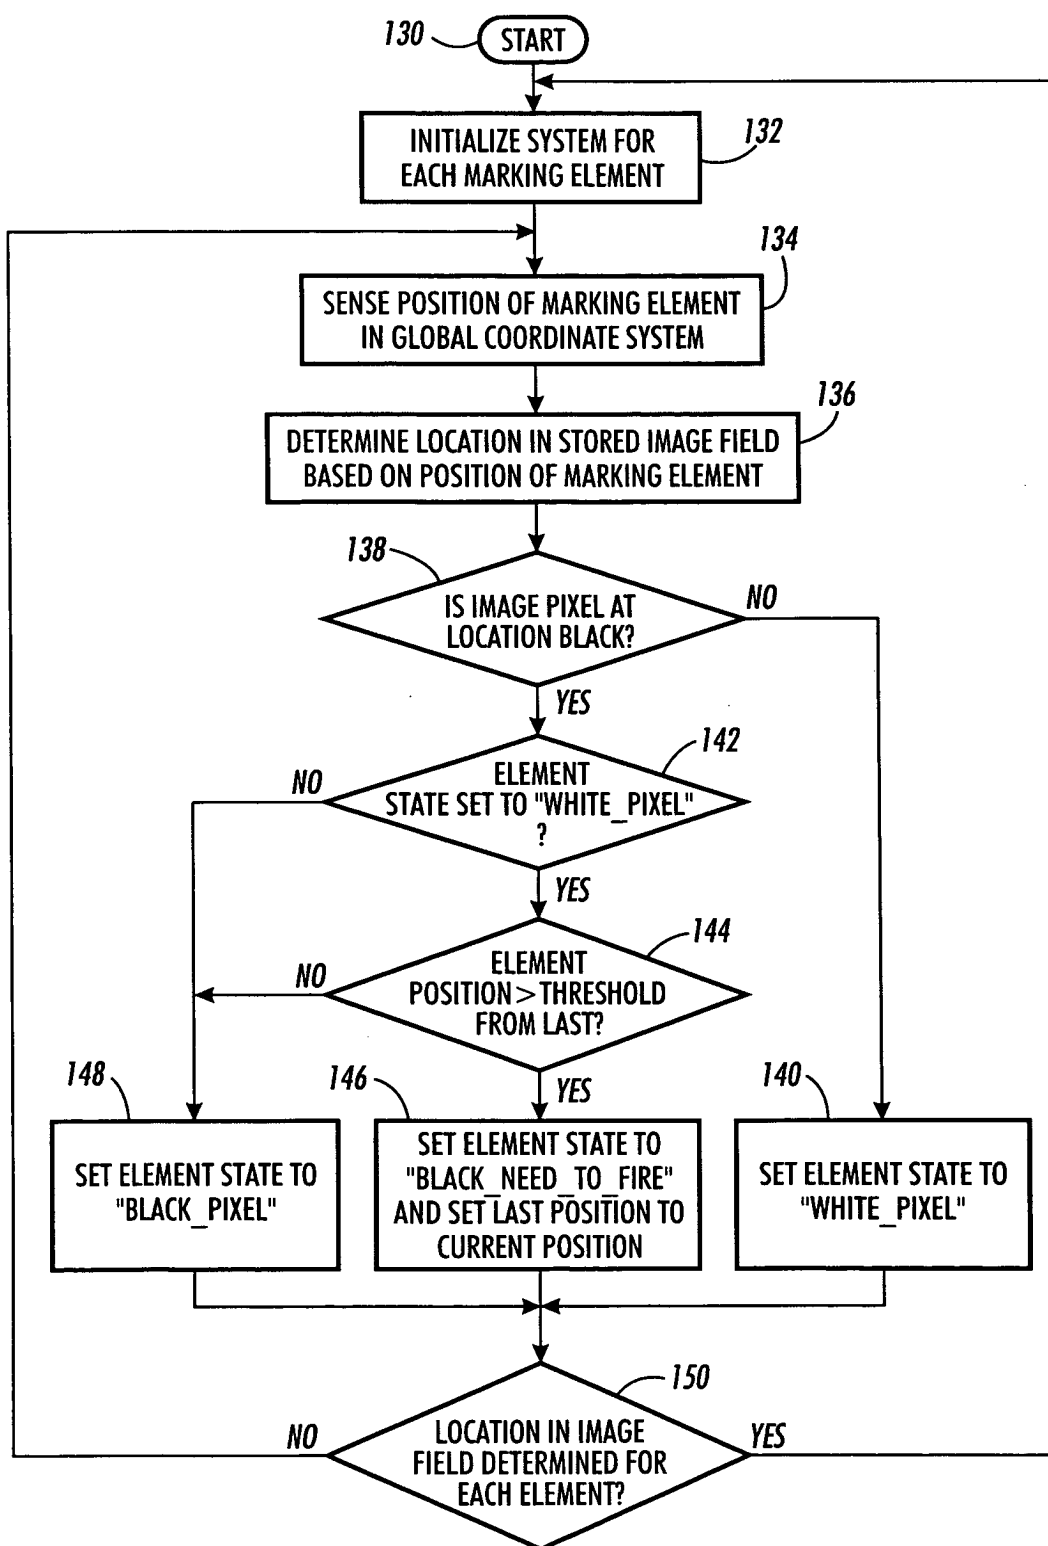 130
START
INITIALIZE SYSTEM FOR
EACH MARKING ELEMENT
132
134
SENSE POSITION OF MARKING ELEMENT
IN GLOBAL COORDINATE SYSTEM
136
DETERMINE LOCATION IN STORED IMAGE FIELD
BASED ON POSITION OF MARKING ELEMENT
138
IS IMAGE PIXEL AT
LOCATION BLACK?
NO
YES
142
ELEMENT
STATE SET TO "WHITE_PIXEL"
?
NO
YES
144
ELEMENT
POSITION > THRESHOLD
FROM LAST?
NO
YES
148
SET ELEMENT STATE TO
"BLACK_PIXEL"
146
SET ELEMENT STATE TO
"BLACK_NEED_TO_FIRE"
AND SET LAST POSITION TO
CURRENT POSITION
140
SET ELEMENT STATE TO
"WHITE_PIXEL"
150
LOCATION IN IMAGE
FIELD DETERMINED FOR
EACH ELEMENT?
NO
YES